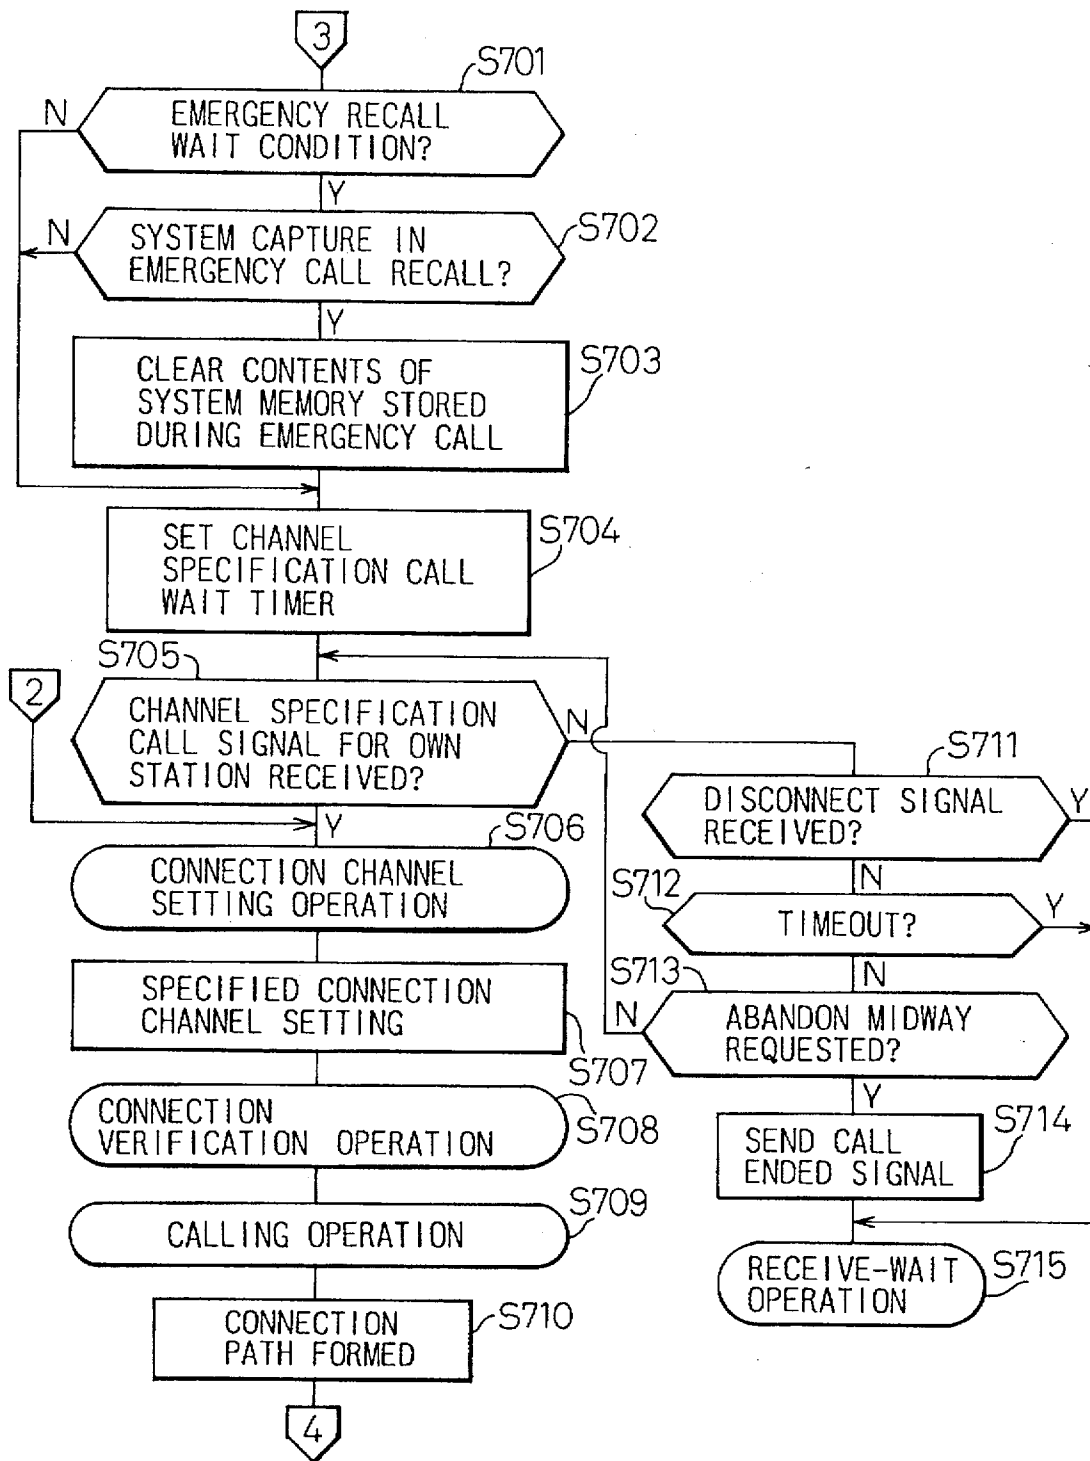 3
S701
N
EMERGENCY RECALL
WAIT CONDITION?
Y
S702
N
SYSTEM CAPTURE IN
EMERGENCY CALL RECALL?
Y
S703
CLEAR CONTENTS OF
SYSTEM MEMORY STORED
DURING EMERGENCY CALL
S704
SET CHANNEL
SPECIFICATION CALL
WAIT TIMER
S705
2
CHANNEL SPECIFICATION
CALL SIGNAL FOR OWN
STATION RECEIVED?
N
Y
S706
CONNECTION CHANNEL
SETTING OPERATION
SPECIFIED CONNECTION
CHANNEL SETTING
S707
CONNECTION
VERIFICATION OPERATION
S708
S709
CALLING OPERATION
S710
CONNECTION
PATH FORMED
4
S711
DISCONNECT SIGNAL
RECEIVED?
Y
N
S712
TIMEOUT?
Y
N
S713
N
ABANDON MIDWAY
REQUESTED?
Y
S714
SEND CALL
ENDED SIGNAL
S715
RECEIVE-WAIT
OPERATION